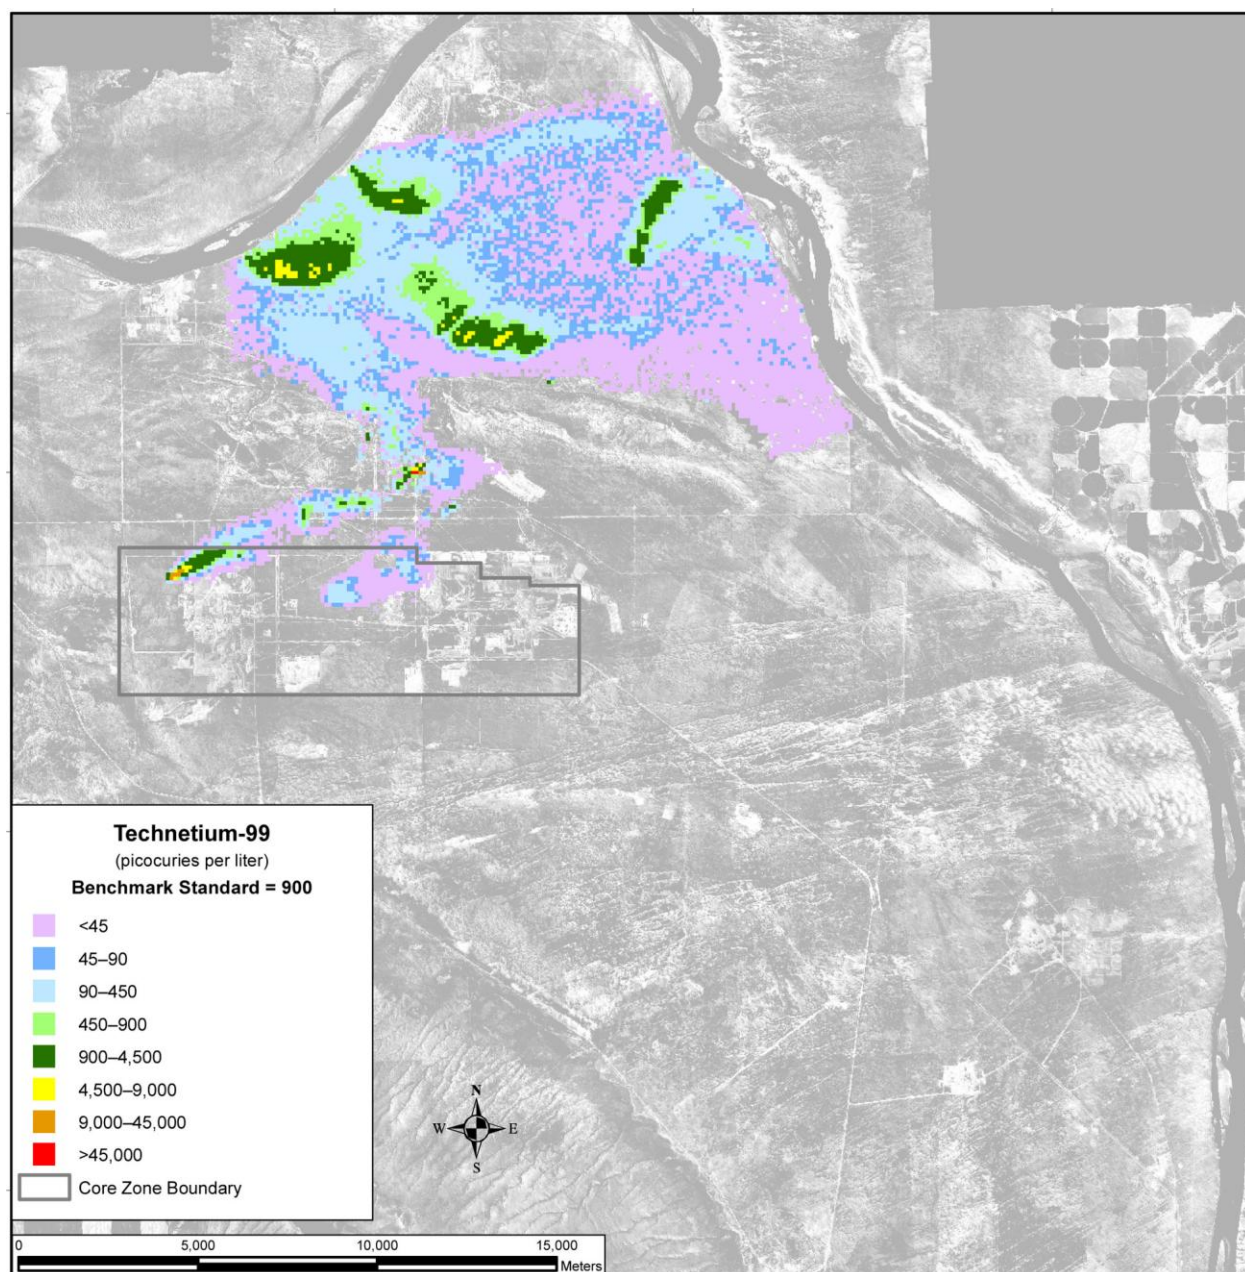 N
W E
S
Technetium-99
(picocuries per liter)
Benchmark Standard = 900
<45
45–90
90–450
450–900
900–4,500
4,500–9,000
9,000–45,000
>45,000
Core Zone Boundary
0 5,000 10,000 15,000
Meters